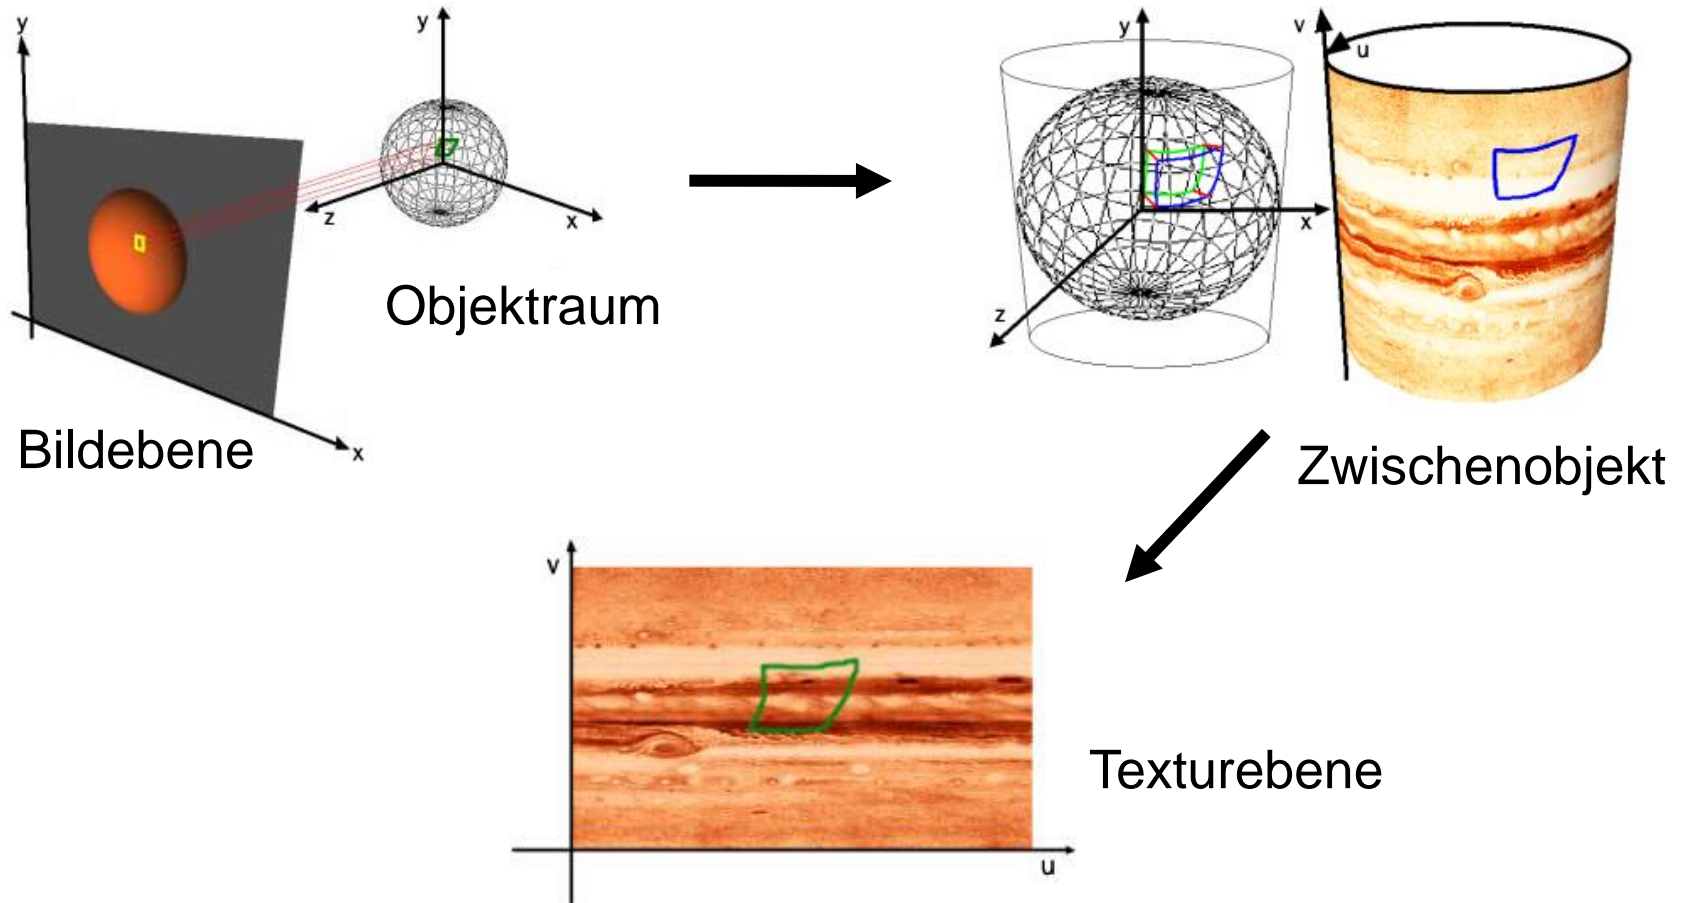 y
y
z
x
Objektraum
Bildebene
x
y
x
z
v
u
Zwischenobjekt
v
u
Texturebene